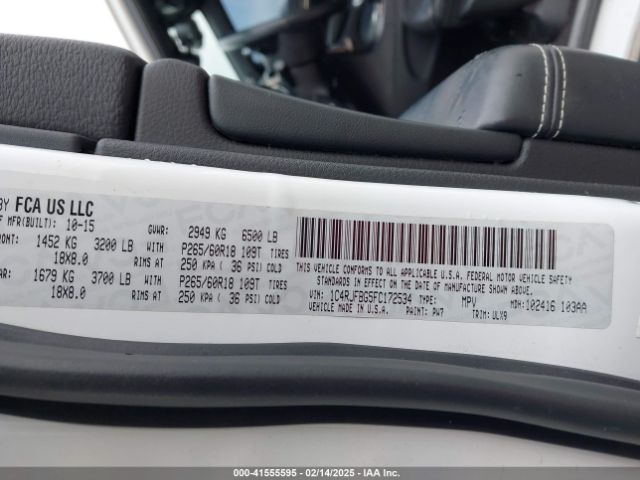 BY FCA US LLC
F MFR(BUILT): 10-15 GVWR: 2949 KG 6500 LB
RONT: 1452 KG 3200 LB WITH P265/60R18 109T TIRES
18X8.0 RIMS AT 250 KPA ( 36 PSI) COLD
AR: 1679 KG 3700 LB WITH P265/60R18 109T TIRES
18X8.0 RIMS AT 250 KPA ( 36 PSI) COLD
THIS VEHICLE CONFORMS TO ALL APPLICABLE U.S.A. FEDERAL MOTOR VEHICLE SAFETY
STANDARDS IN EFFECT ON THE DATE OF MANUFACTURE SHOWN ABOVE.
VIN: 1C4RJFBG5FC172534 TYPE: MPV MDH:102416 103AA
VEHICLE MADE IN U.S.A. PAINT: PW7 TRIM: ULX9
000-41555595 - 02/14/2025 - IAAI.COM